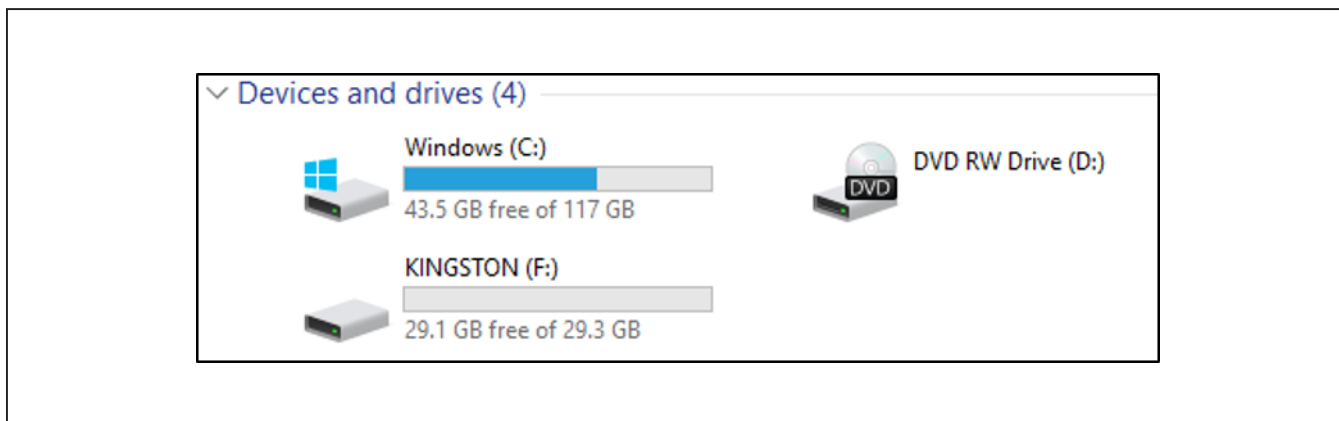 Devices and drives (4)
Windows (C:)
43.5 GB free of 117 GB
DVD RW Drive (D:)
DVD
KINGSTON (F:)
29.1 GB free of 29.3 GB